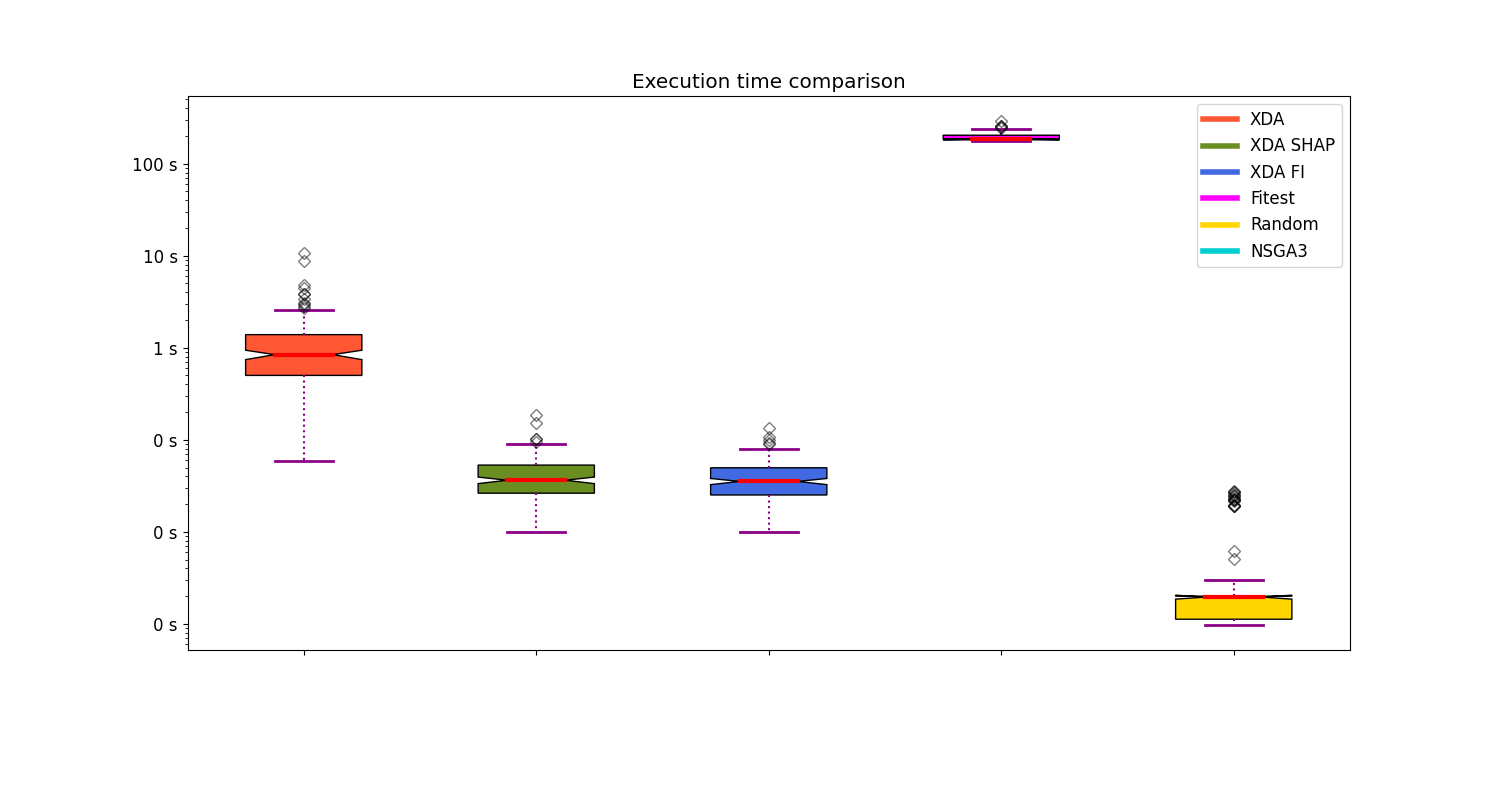 Execution time comparison
100 s
10 s
1 s
0 s
0 s
0 s
XDA
XDA SHAP
XDA FI
Fitest
Random
NSGA3